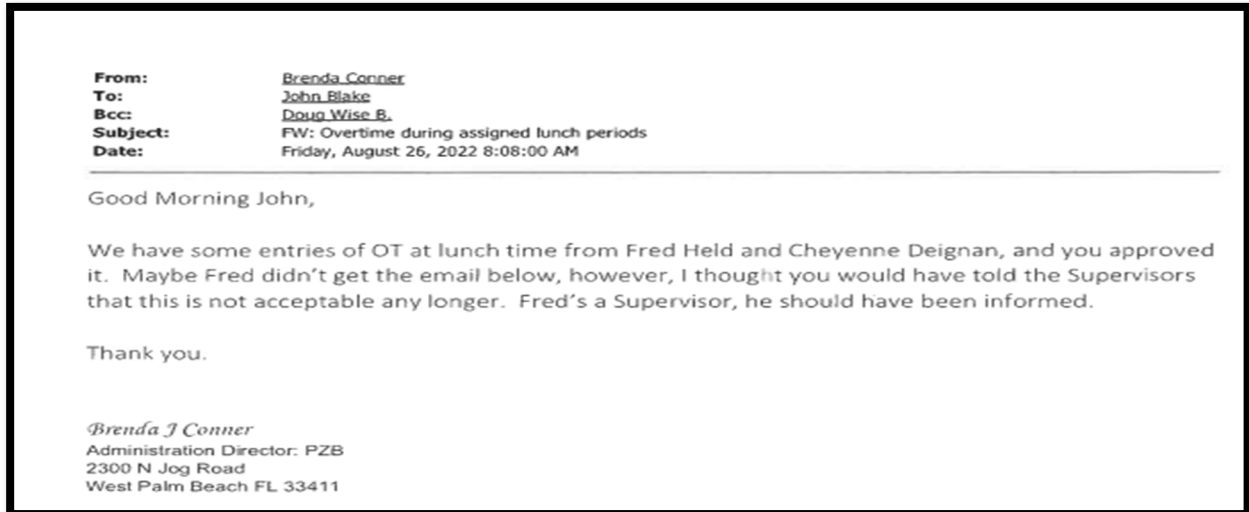 From: Brenda Conner
To: John Blake
Bcc: Doug Wise B.
Subject: FW: Overtime during assigned lunch periods
Date: Friday, August 26, 2022 8:08:00 AM
Good Morning John,
We have some entries of OT at lunch time from Fred Held and Cheyenne Deignan, and you approved
it. Maybe Fred didn't get the email below, however, I thought you would have told the Supervisors
that this is not acceptable any longer. Fred's a Supervisor, he should have been informed.
Thank you.
Brenda J Conner
Administration Director: PZB
2300 N Jog Road
West Palm Beach FL 33411